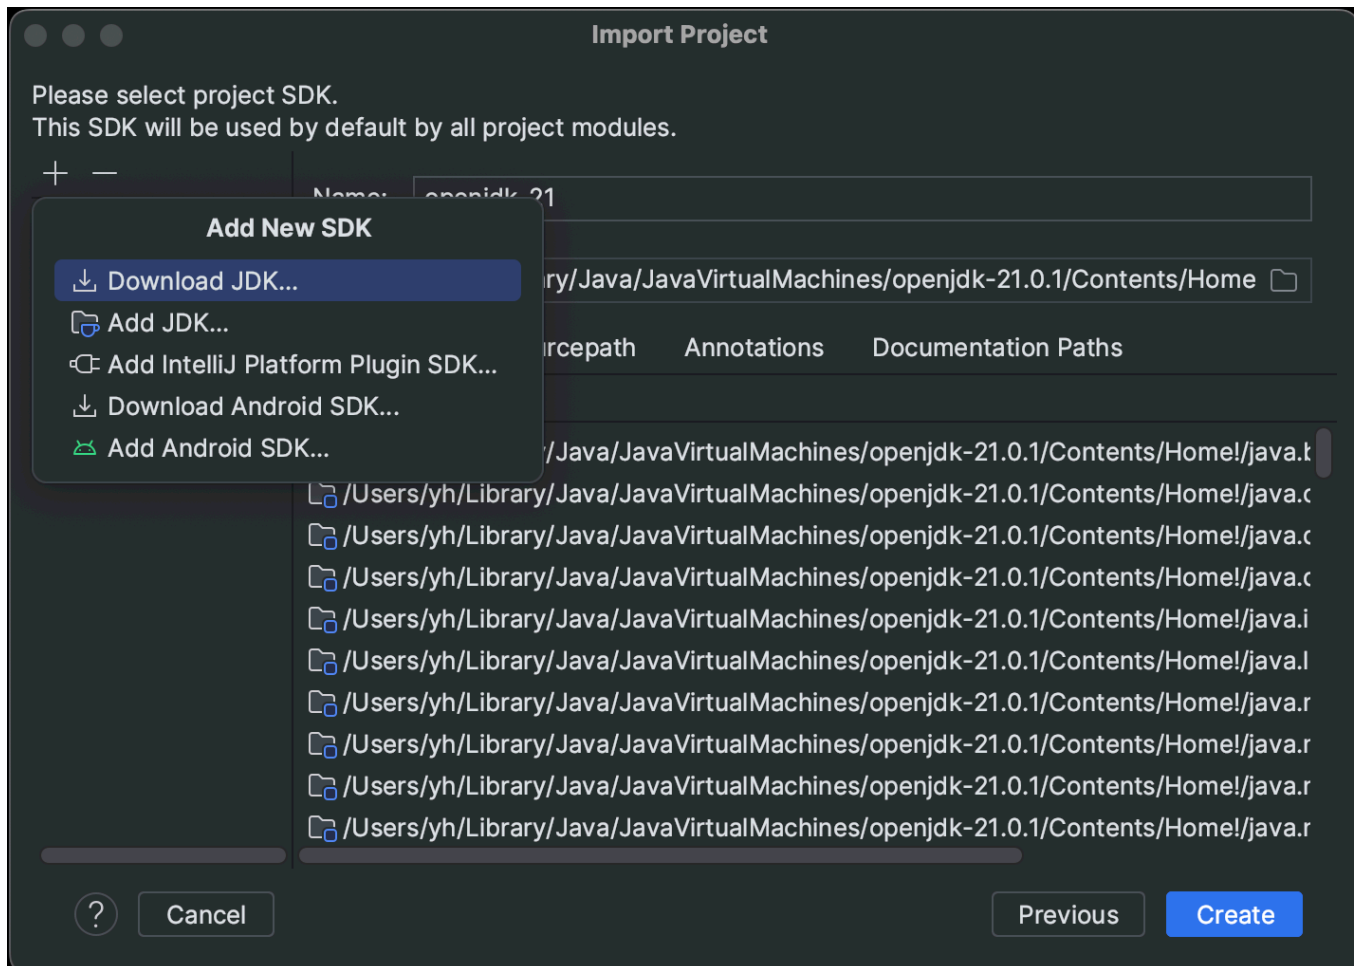 Import Project
Please select project SDK.
This SDK will be used by default by all project modules.
Name: openjdk-21
Add New SDK
Download JDK...
Add JDK...
Add IntelliJ Platform Plugin SDK...
Download Android SDK...
Add Android SDK...
ry/Java/JavaVirtualMachines/openjdk-21.0.1/Contents/Home
rcepath Annotations Documentation Paths
/Java/JavaVirtualMachines/openjdk-21.0.1/Contents/Home!/java.b
/Users/yh/Library/Java/JavaVirtualMachines/openjdk-21.0.1/Contents/Home!/java.c
/Users/yh/Library/Java/JavaVirtualMachines/openjdk-21.0.1/Contents/Home!/java.c
/Users/yh/Library/Java/JavaVirtualMachines/openjdk-21.0.1/Contents/Home!/java.c
/Users/yh/Library/Java/JavaVirtualMachines/openjdk-21.0.1/Contents/Home!/java.i
/Users/yh/Library/Java/JavaVirtualMachines/openjdk-21.0.1/Contents/Home!/java.l
/Users/yh/Library/Java/JavaVirtualMachines/openjdk-21.0.1/Contents/Home!/java.r
/Users/yh/Library/Java/JavaVirtualMachines/openjdk-21.0.1/Contents/Home!/java.r
/Users/yh/Library/Java/JavaVirtualMachines/openjdk-21.0.1/Contents/Home!/java.r
/Users/yh/Library/Java/JavaVirtualMachines/openjdk-21.0.1/Contents/Home!/java.r
? Cancel Previous Create